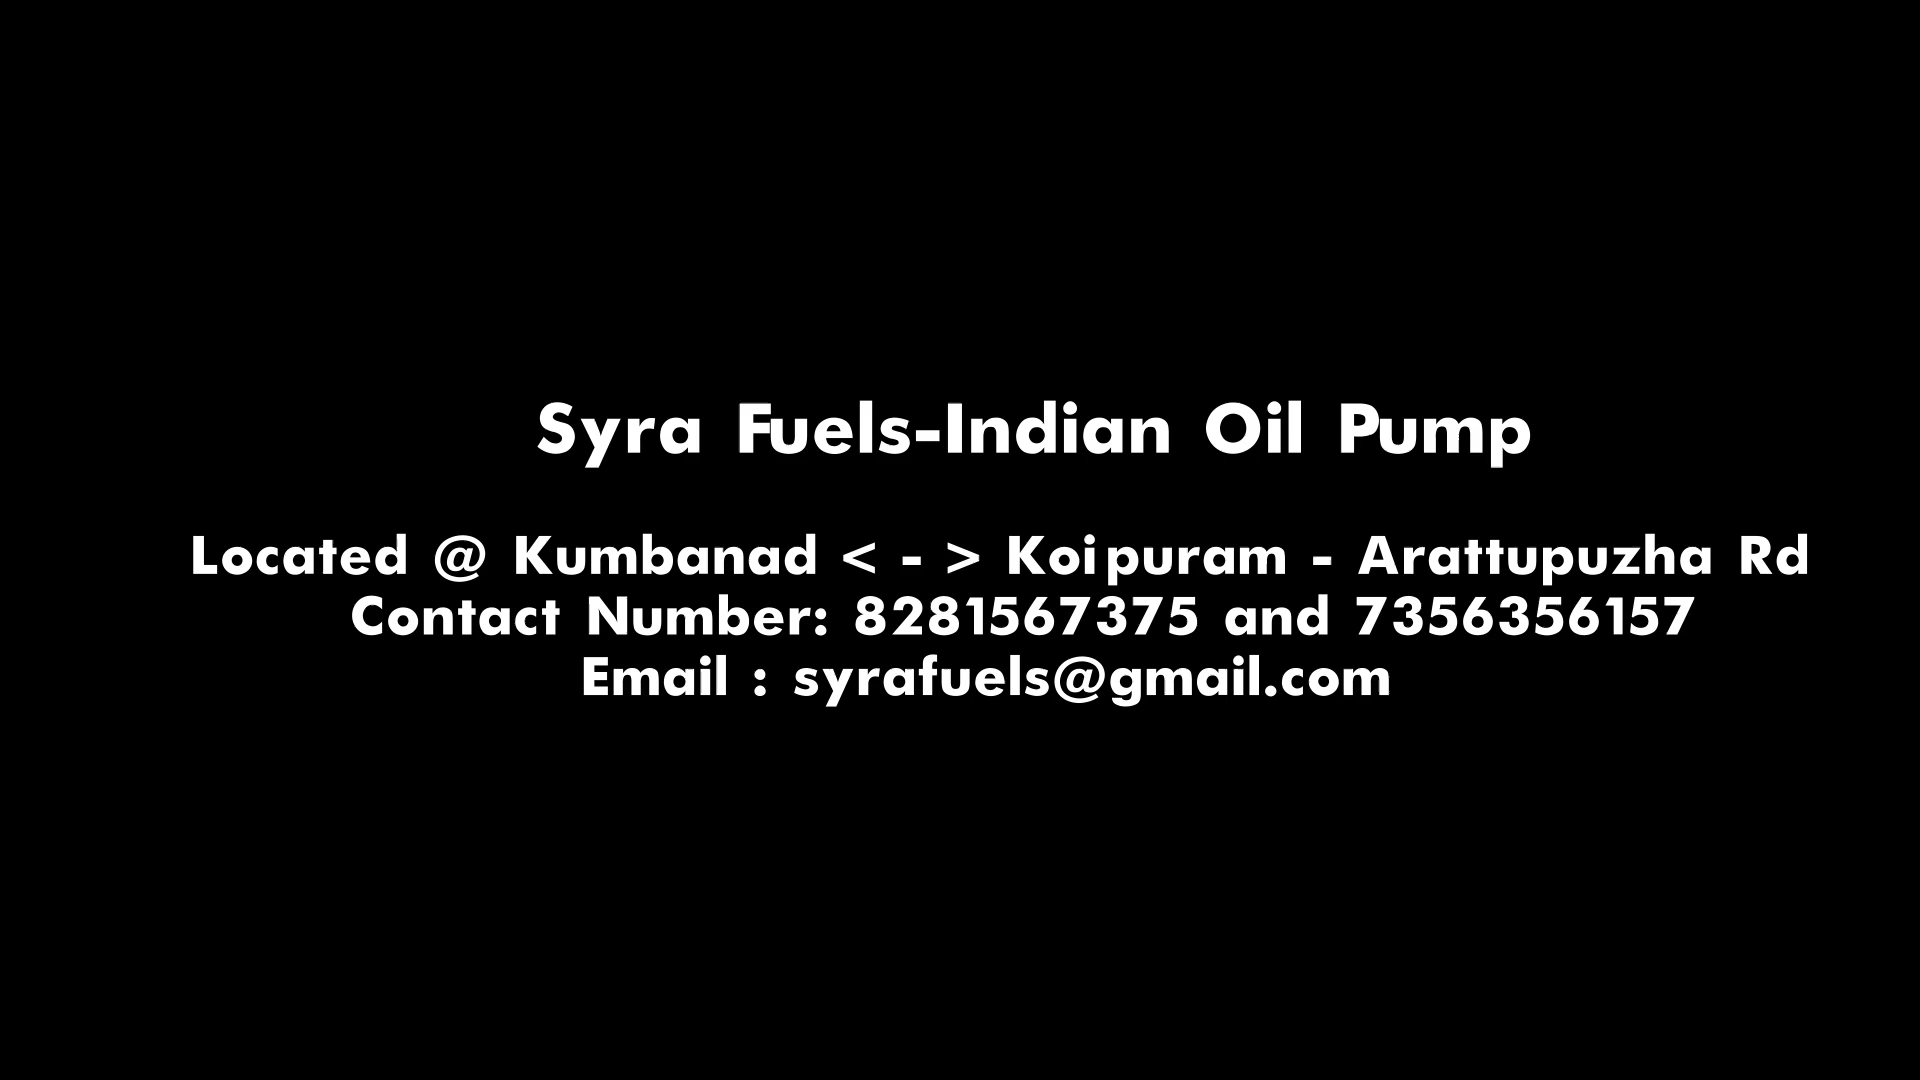 Syra Fuels-Indian Oil Pump
Located @ Kumbanad < - > Koipuram - Arattupuzha Rd
Contact Number: 8281567375 and 7356356157
Email : syrafuels@gmail.com